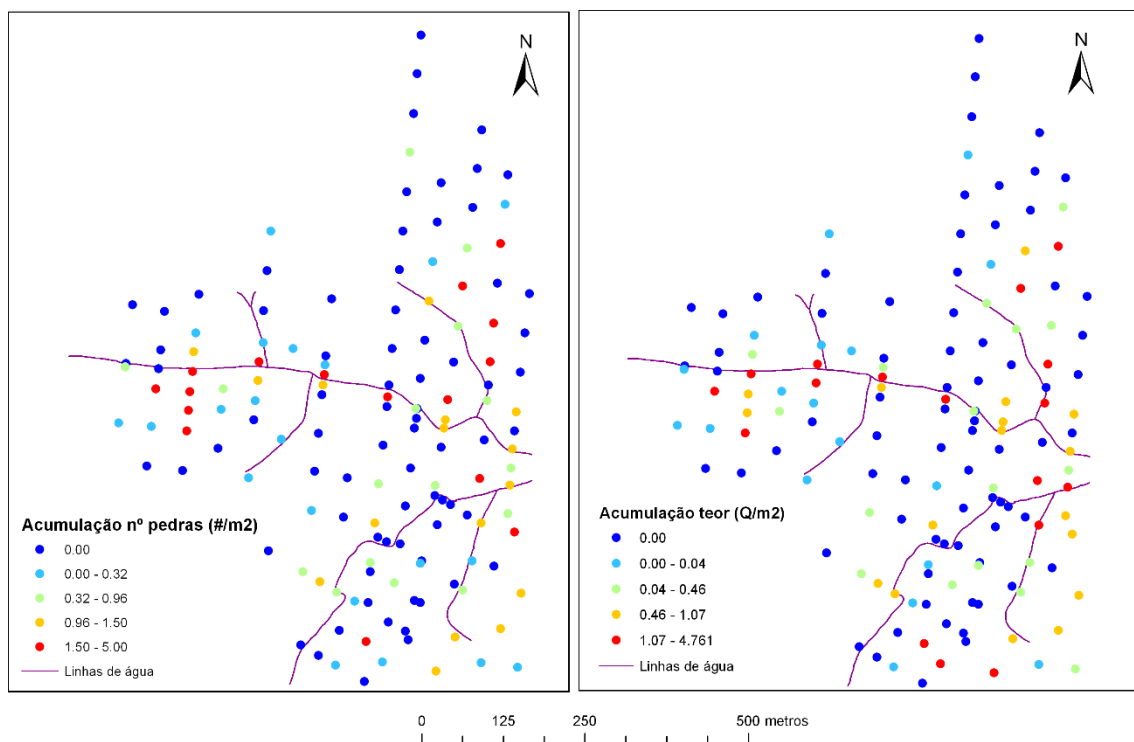 N
Acumulação nº pedras (#/m2)
0.00
0.00 - 0.32
0.32 - 0.96
0.96 - 1.50
1.50 - 5.00
Linhas de água
N
Acumulação teor (Q/m2)
0.00
0.00 - 0.04
0.04 - 0.46
0.46 - 1.07
1.07 - 4.761
Linhas de água
0 125 250 500 metros